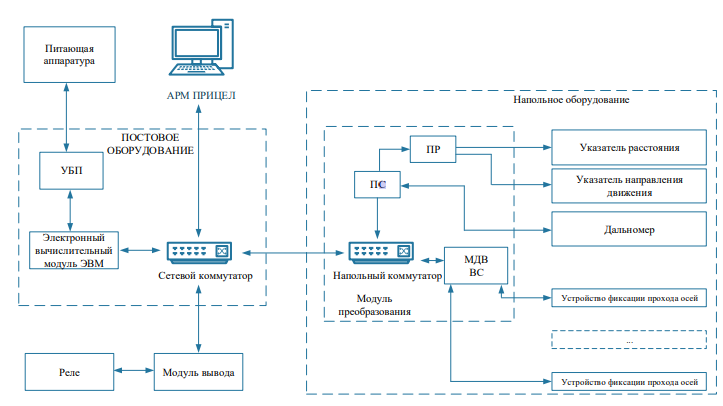 Питающая
аппаратура
АРМ ПРИЦЕЛ
Напольное оборудование
ПОСТОВОЕ
ОБОРУДОВАНИЕ
УБП
ПР
ПС
Указатель расстояния
Указатель направления
движения
Дальномер
Электронный
вычислительный
модуль ЭВМ
Сетевой коммутатор
Напольный коммутатор
МДВ
ВС
Модуль
преобразования
Устройство фиксации прохода осей
...
Реле
Модуль вывода
Устройство фиксации прохода осей